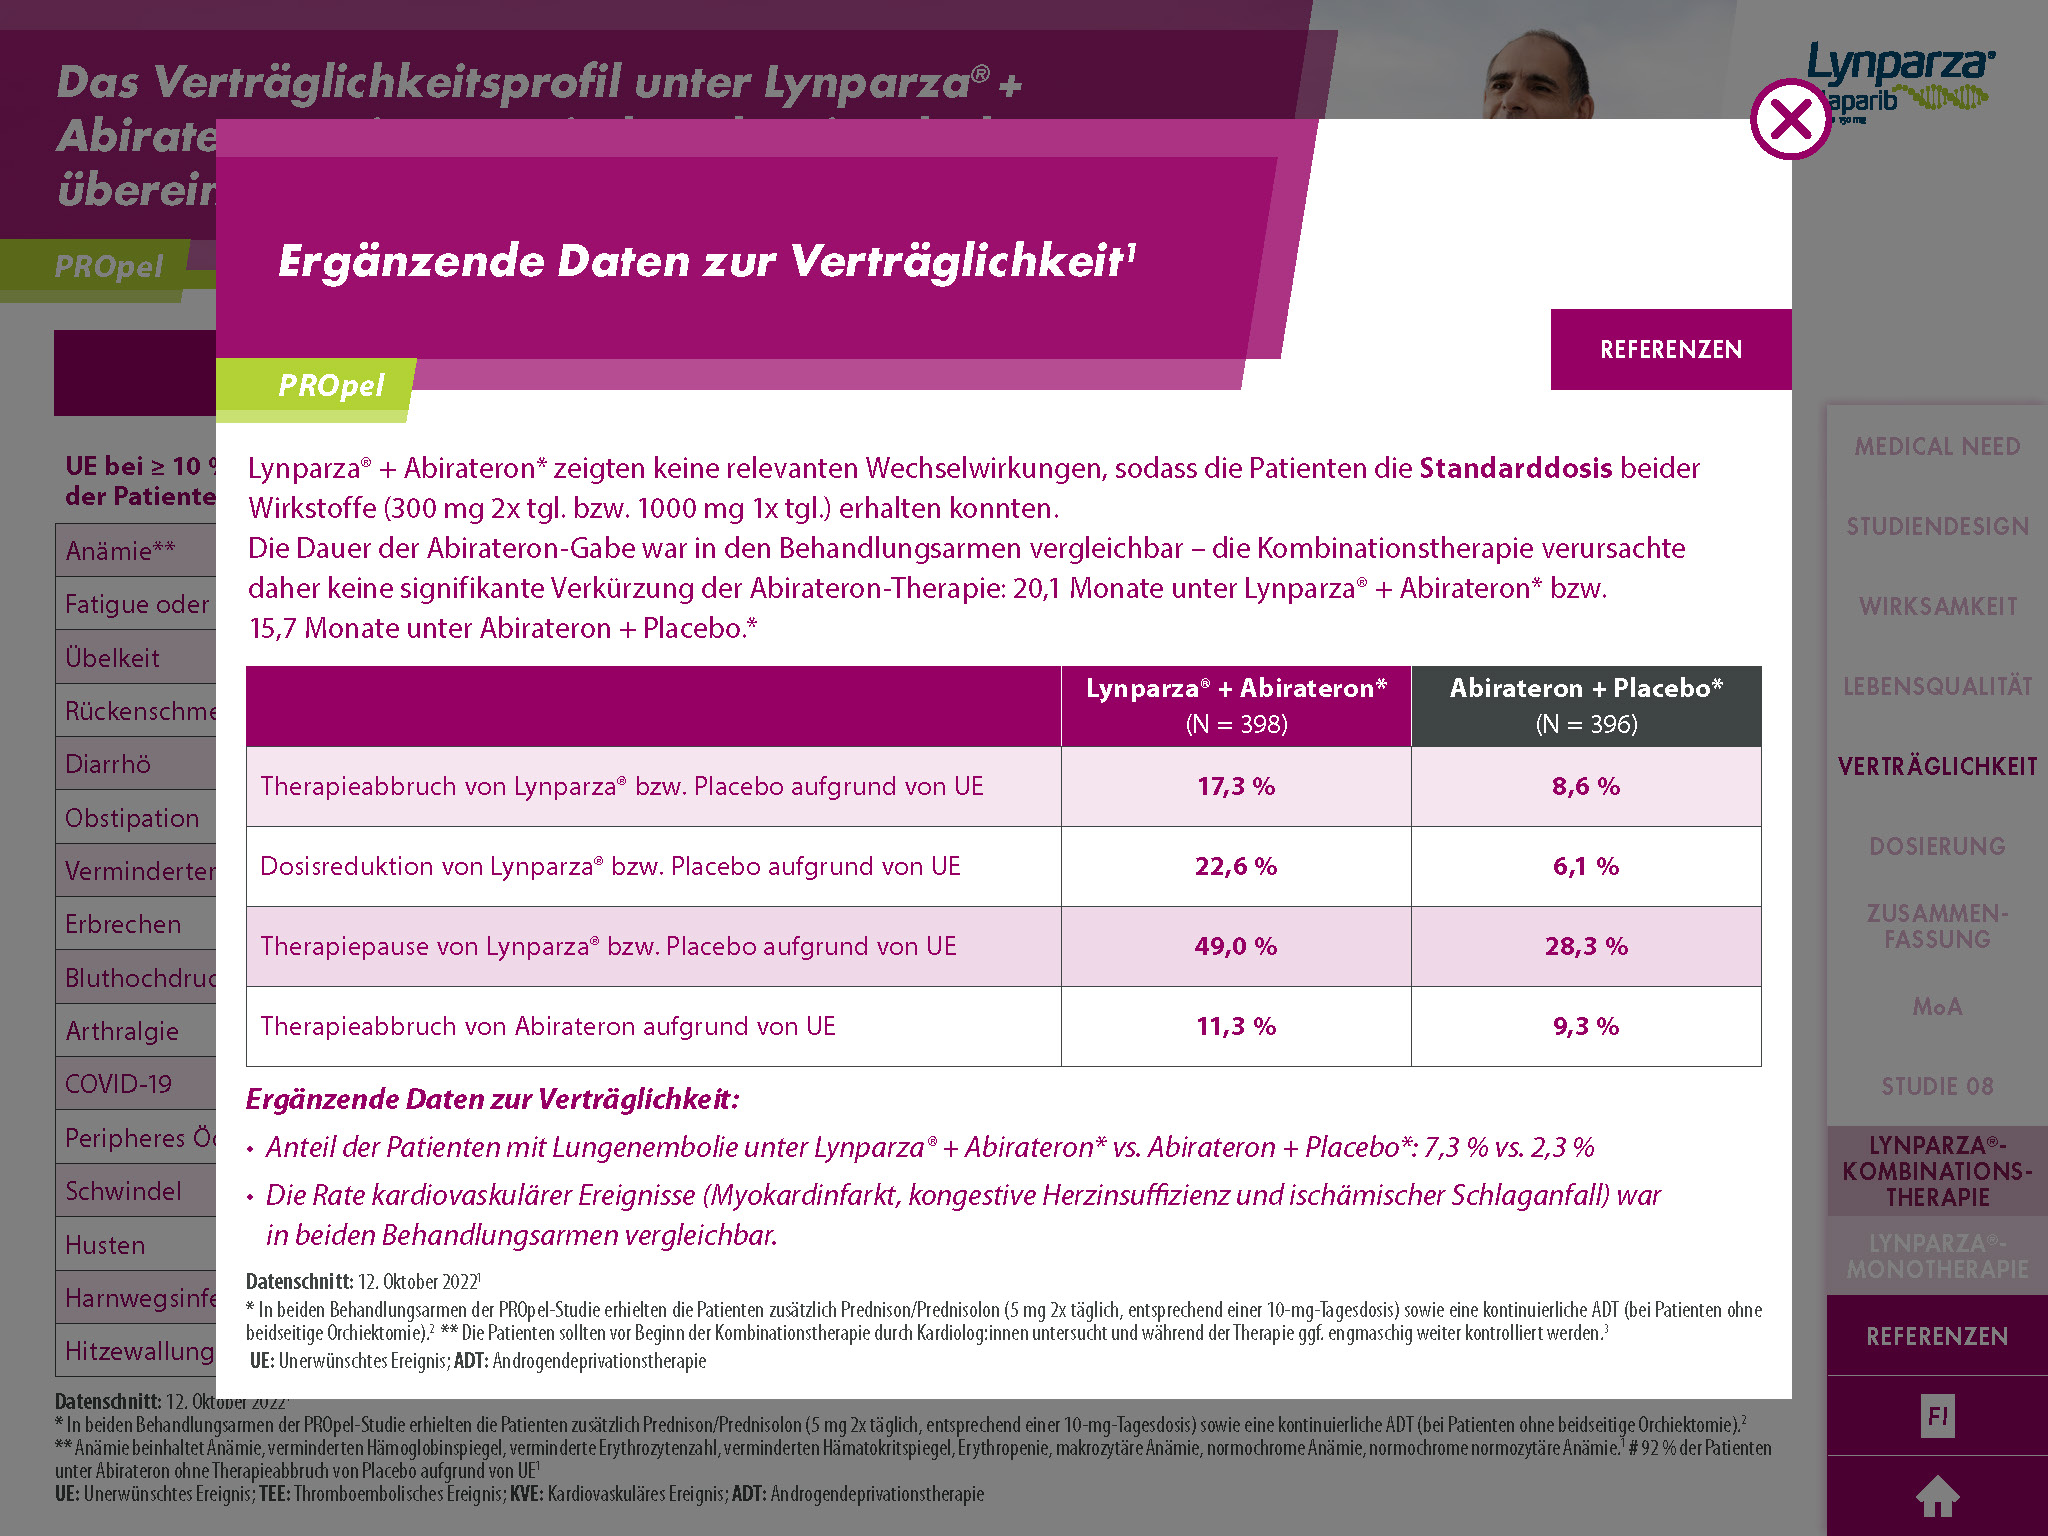 Das Verträglichkeitsprofil unter Lynparza® +
Abirate
überein
PROpel
Lynparza®
laparib
150 mg
Ergänzende Daten zur Verträglichkeit¹
PROpel
REFERENZEN
Lynparza® + Abirateron* zeigten keine relevanten Wechselwirkungen, sodass die Patienten die Standarddosis beider
Wirkstoffe (300 mg 2x tgl. bzw. 1000 mg 1x tgl.) erhalten konnten.
Die Dauer der Abirateron-Gabe war in den Behandlungsarmen vergleichbar – die Kombinationstherapie verursachte
daher keine signifikante Verkürzung der Abirateron-Therapie: 20,1 Monate unter Lynparza® + Abirateron* bzw.
15,7 Monate unter Abirateron + Placebo.*
Lynparza® + Abirateron* (N = 398) Abirateron + Placebo* (N = 396)
Therapieabbruch von Lynparza® bzw. Placebo aufgrund von UE 17,3 % 8,6 %
Dosisreduktion von Lynparza® bzw. Placebo aufgrund von UE 22,6 % 6,1 %
Therapiepause von Lynparza® bzw. Placebo aufgrund von UE 49,0 % 28,3 %
Therapieabbruch von Abirateron aufgrund von UE 11,3 % 9,3 %
Ergänzende Daten zur Verträglichkeit:
• Anteil der Patienten mit Lungenembolie unter Lynparza® + Abirateron* vs. Abirateron + Placebo*: 7,3 % vs. 2,3 %
• Die Rate kardiovaskulärer Ereignisse (Myokardinfarkt, kongestive Herzinsuffizienz und ischämischer Schlaganfall) war
in beiden Behandlungsarmen vergleichbar.
Datenschnitt: 12. Oktober 2022¹
* In beiden Behandlungsarmen der PROpel-Studie erhielten die Patienten zusätzlich Prednison/Prednisolon (5 mg 2x täglich, entsprechend einer 10-mg-Tagesdosis) sowie eine kontinuierliche ADT (bei Patienten ohne
beidseitige Orchiektomie).² ** Die Patienten sollten vor Beginn der Kombinationstherapie durch Kardiolog:innen untersucht und während der Therapie ggf. engmaschig weiter kontrolliert werden.³
UE: Unerwünschtes Ereignis; ADT: Androgendeprivationstherapie
UE bei ≥ 10 %
der Patiente
Anämie**
Fatigue oder
Übelkeit
Rückenschme
Diarrhö
Obstipation
Verminderter
Erbrechen
Bluthochdruc
Arthralgie
COVID-19
Peripheres Öd
Schwindel
Husten
Harnwegsinfe
Hitzewallung
Datenschnitt: 12. Oktober 2022¹
* In beiden Behandlungsarmen der PROpel-Studie erhielten die Patienten zusätzlich Prednison/Prednisolon (5 mg 2x täglich, entsprechend einer 10-mg-Tagesdosis) sowie eine kontinuierliche ADT (bei Patienten ohne beidseitige Orchiektomie).²
** Anämie beinhaltet Anämie, verminderten Hämoglobinspiegel, verminderte Erythrozytenzahl, verminderten Hämatokritspiegel, Erythropenie, makrozytäre Anämie, normochrome Anämie, normochrome normozytäre Anämie.¹ # 92 % der Patienten
unter Abirateron ohne Therapieabbruch von Placebo aufgrund von UE¹
UE: Unerwünschtes Ereignis; TEE: Thromboembolisches Ereignis; KVE: Kardiovaskuläres Ereignis; ADT: Androgendeprivationstherapie
MEDICAL NEED
STUDIENDESIGN
WIRKSAMKEIT
LEBENSQUALITÄT
VERTRÄGLICHKEIT
DOSIERUNG
ZUSAMMEN-
FASSUNG
MoA
STUDIE 08
LYNPARZA®-
KOMBINATIONS-
THERAPIE
LYNPARZA®-
MONOTHERAPIE
REFERENZEN
FI